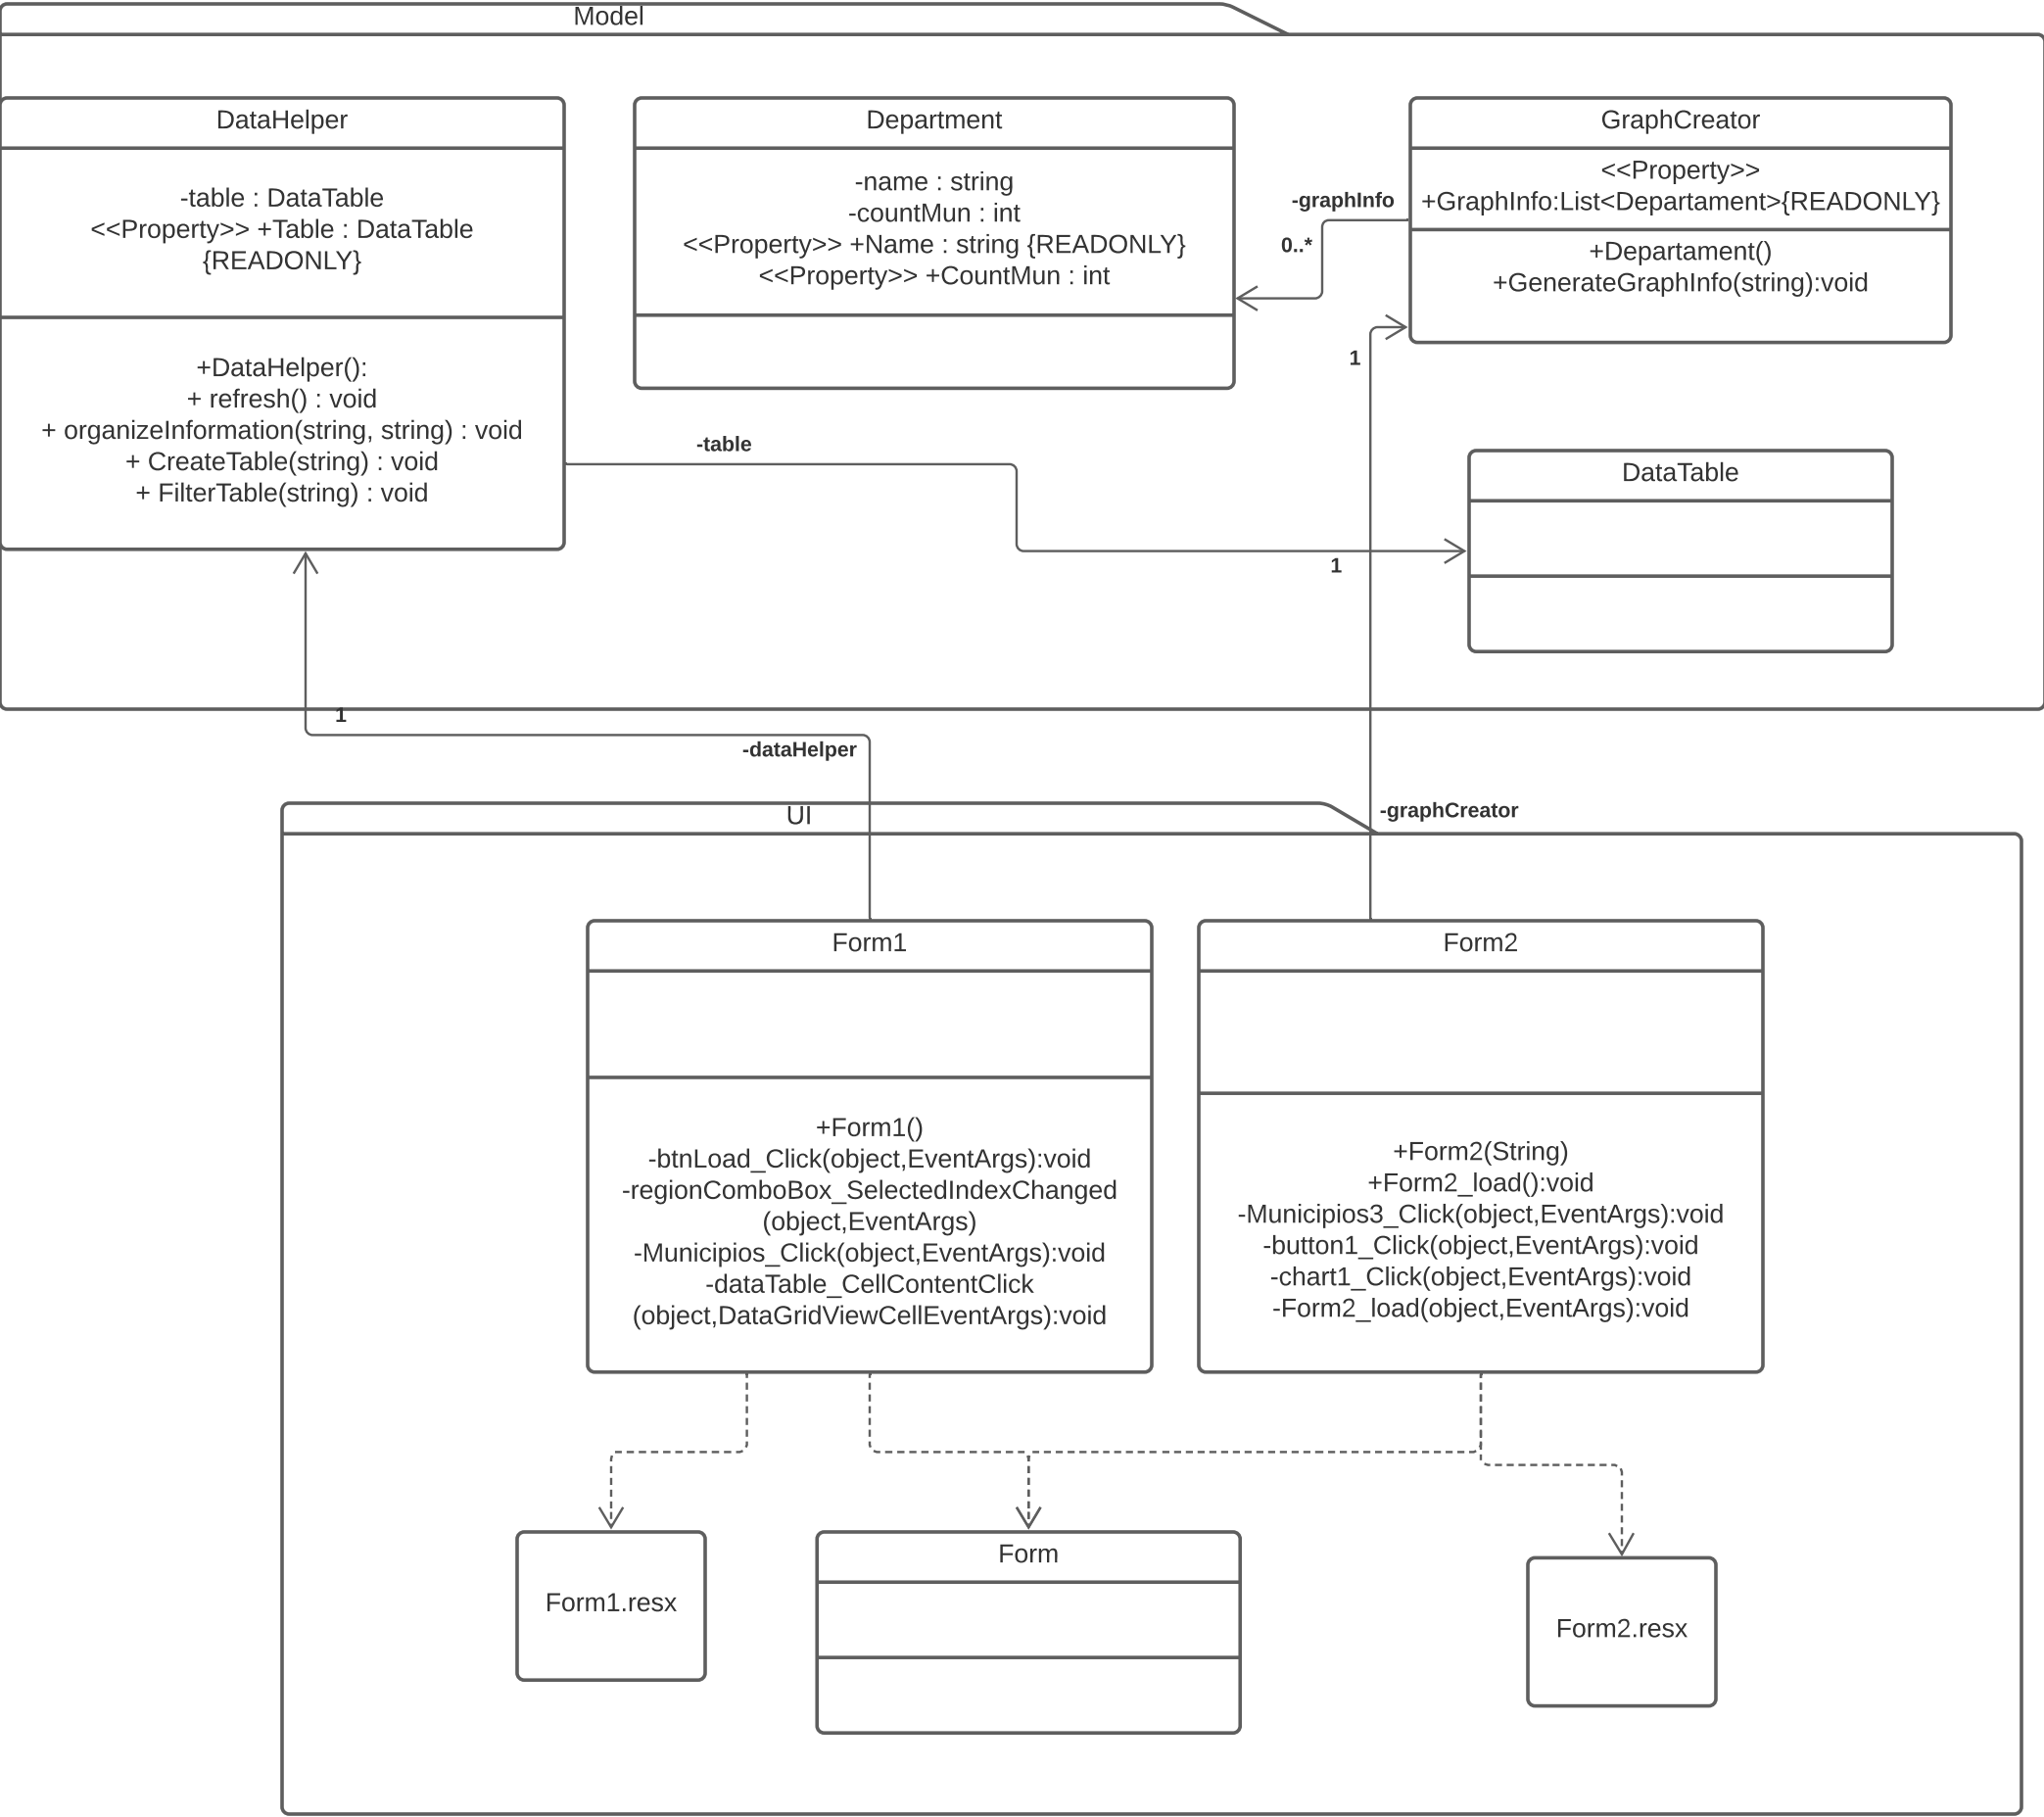 Model
DataHelper
-table : DataTable
<<Property>> +Table : DataTable
{READONLY}
+DataHelper():
+ refresh() : void
+ organizeInformation(string, string) : void
+ CreateTable(string) : void
+ FilterTable(string) : void
Department
-name : string
-countMun : int
<<Property>> +Name : string {READONLY}
<<Property>> +CountMun : int
-graphInfo
0..*
GraphCreator
<<Property>>
+GraphInfo:List<Departament>{READONLY}
+Departament()
+GenerateGraphInfo(string):void
1
-table
1
DataTable
1
-dataHelper
-graphCreator
UI
Form1
+Form1()
-btnLoad_Click(object,EventArgs):void
-regionComboBox_SelectedIndexChanged
(object,EventArgs)
-Municipios_Click(object,EventArgs):void
-dataTable_CellContentClick
(object,DataGridViewCellEventArgs):void
Form2
+Form2(String)
+Form2_load():void
-Municipios3_Click(object,EventArgs):void
-button1_Click(object,EventArgs):void
-chart1_Click(object,EventArgs):void
-Form2_load(object,EventArgs):void
Form1.resx
Form
Form2.resx